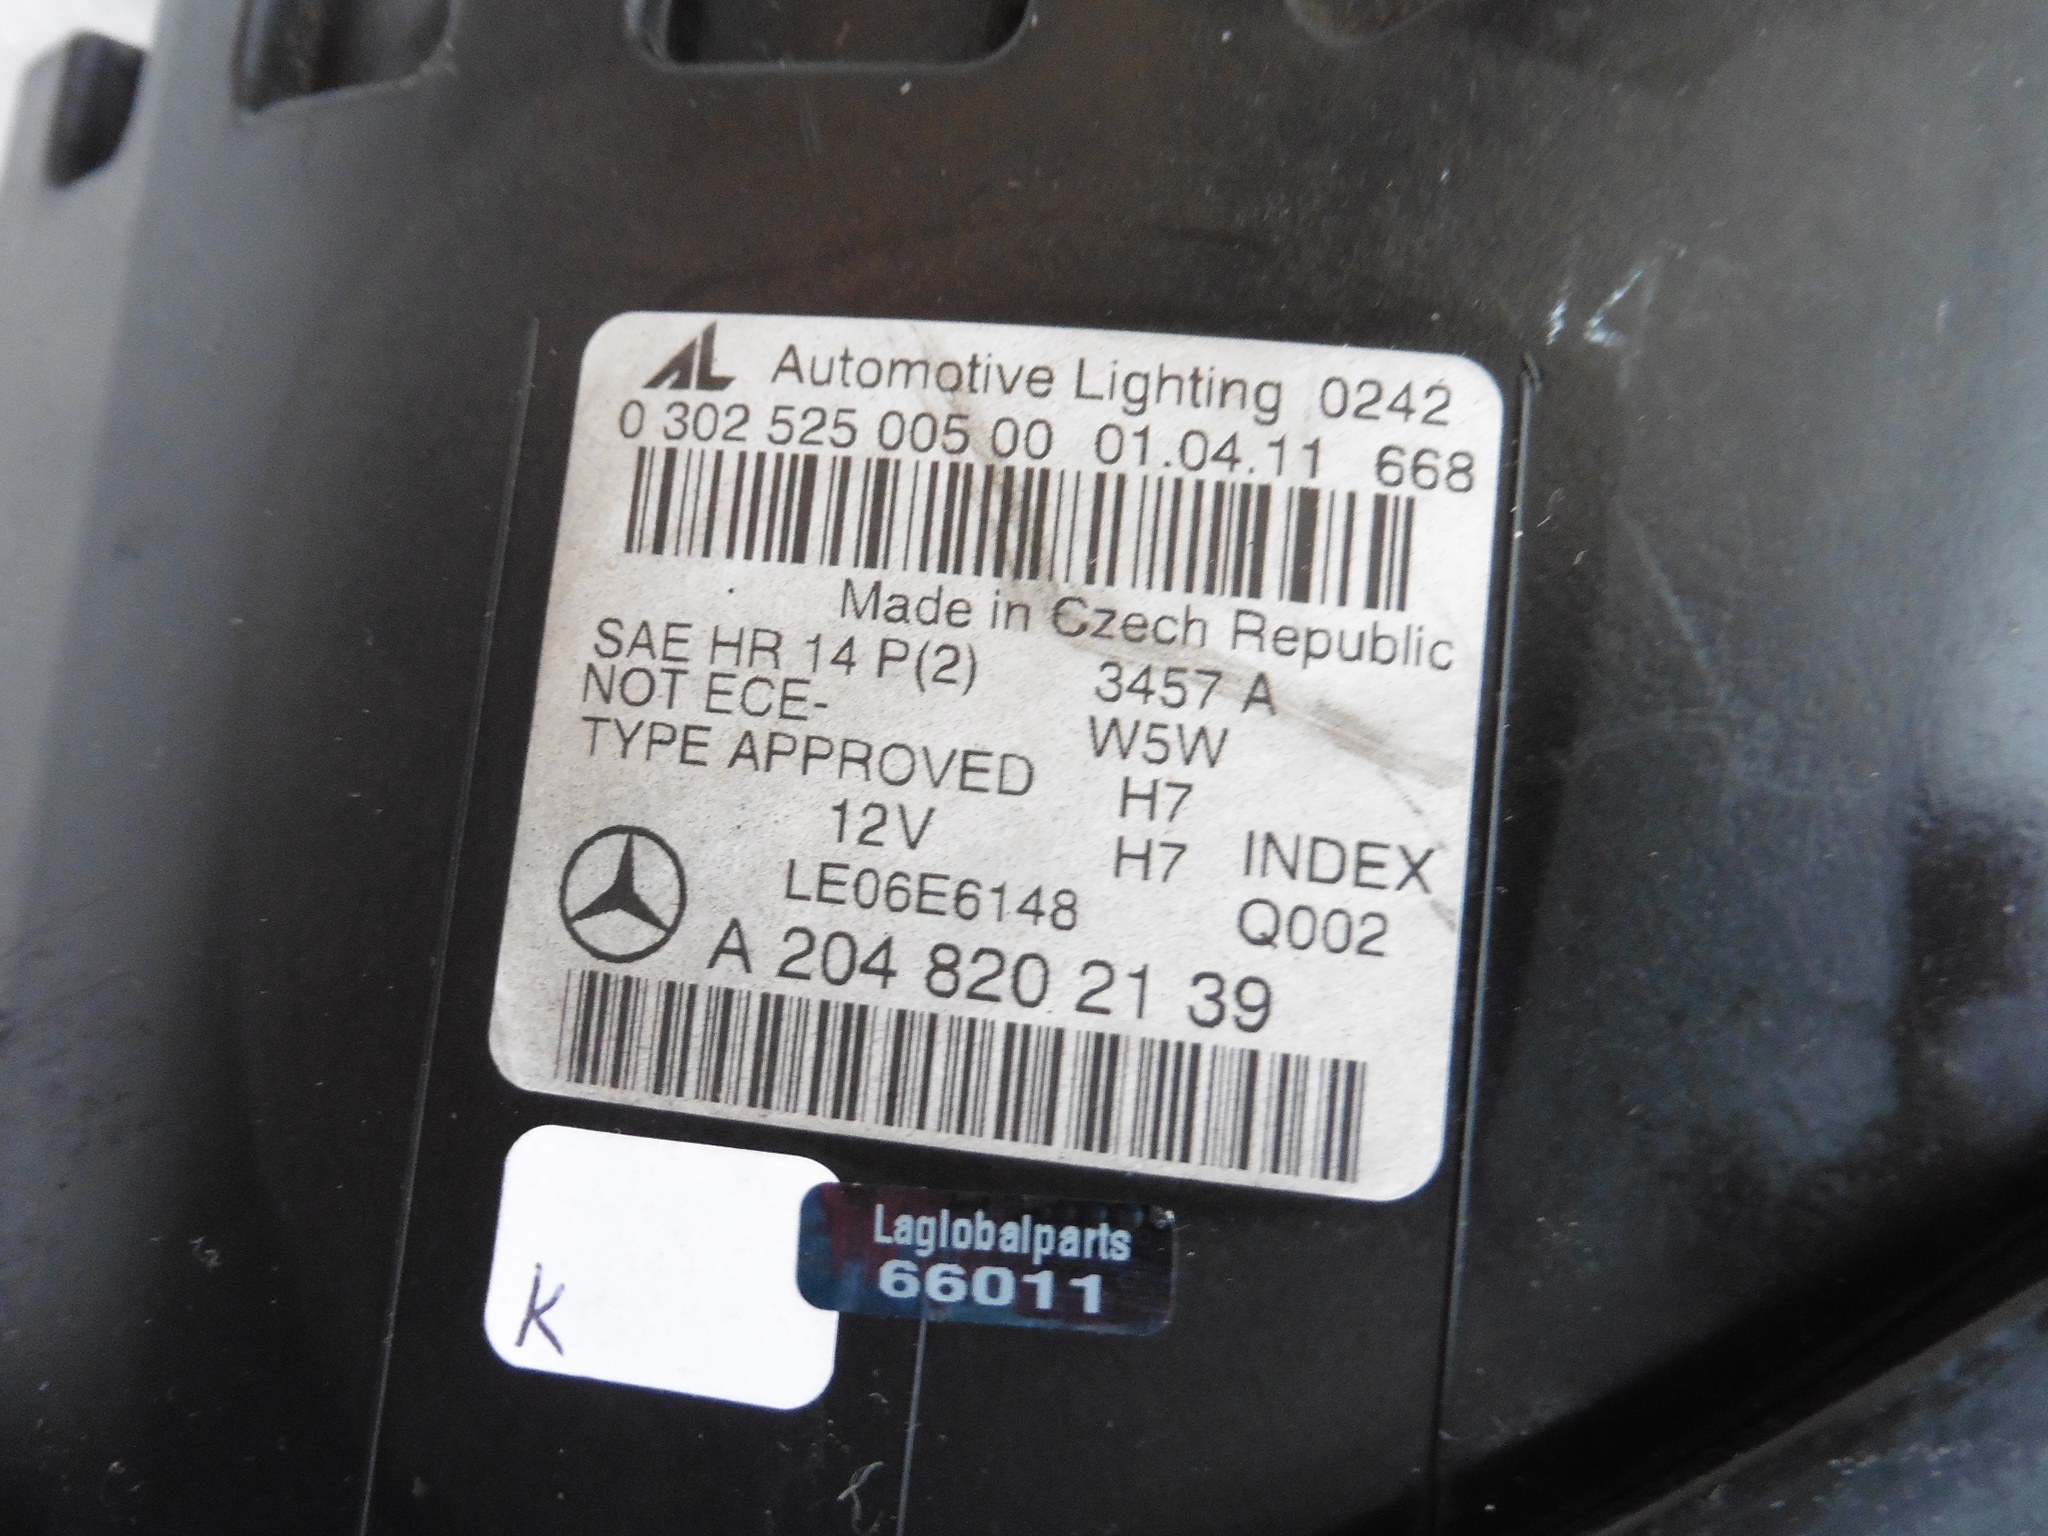 AL Automotive Lighting 0242
0 302 525 005 00 01.04.11 668
Made in Czech Republic
SAE HR 14 P(2) 3457 A
NOT ECE- W5W
TYPE APPROVED H7
12V H7 INDEX
LE06E6148 Q002
A 204 820 21 39
Laglobalparts
66011
K